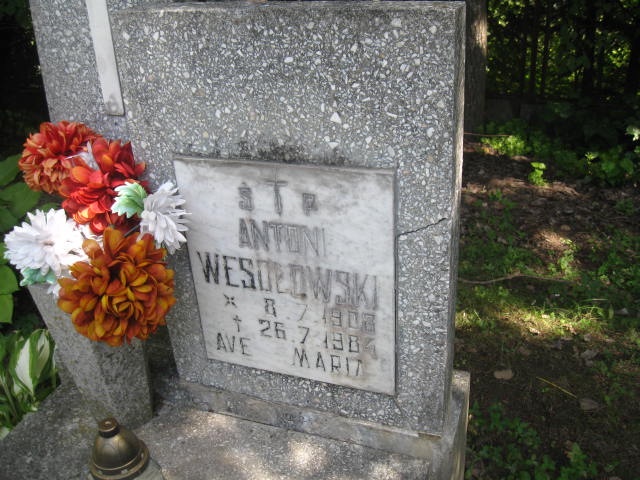 Ś T P
ANTONI
WESOŁOWSKI
* 8.7.1908
† 26.7.1984
AVE MARIA